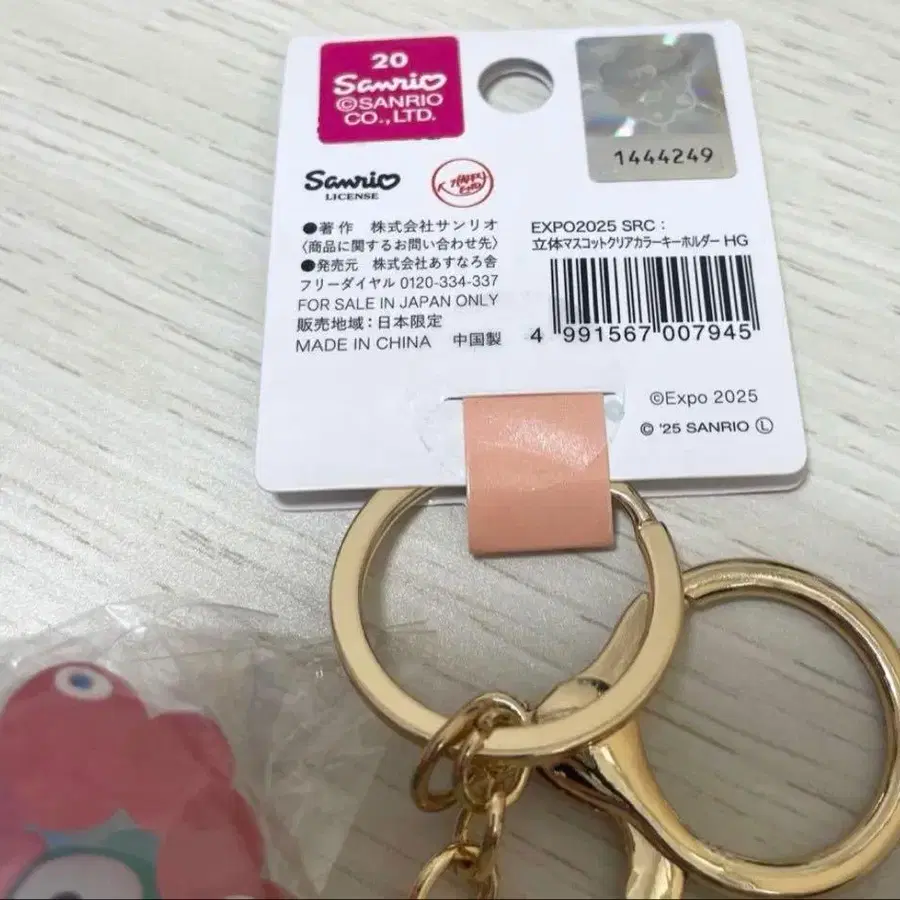 20
Sanrio
©SANRIO
CO.,LTD.
1444249
Sanrio
LICENSE
●著作 株式会社サンリオ
〈商品に関するお問い合わせ先〉
●発売元 株式会社あすなろ舎
フリーダイヤル 0120-334-337
FOR SALE IN JAPAN ONLY
販売地域：日本限定
MADE IN CHINA 中国製
EXPO2025 SRC：
立体マスコットクリアカラーキーホルダー HG
4 991567 007945
©Expo 2025
© '25 SANRIO Ⓛ